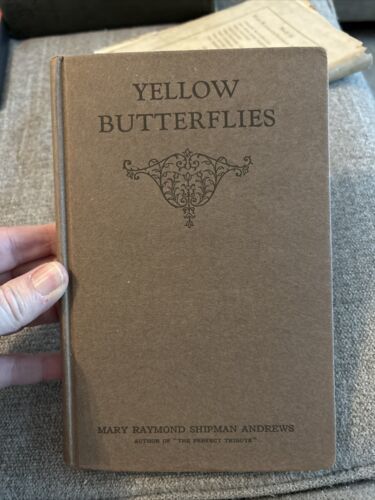 YELLOW
BUTTERFLIES
MARY RAYMOND SHIPMAN ANDREWS
AUTHOR OF "THE PERFECT TRIBUTE"